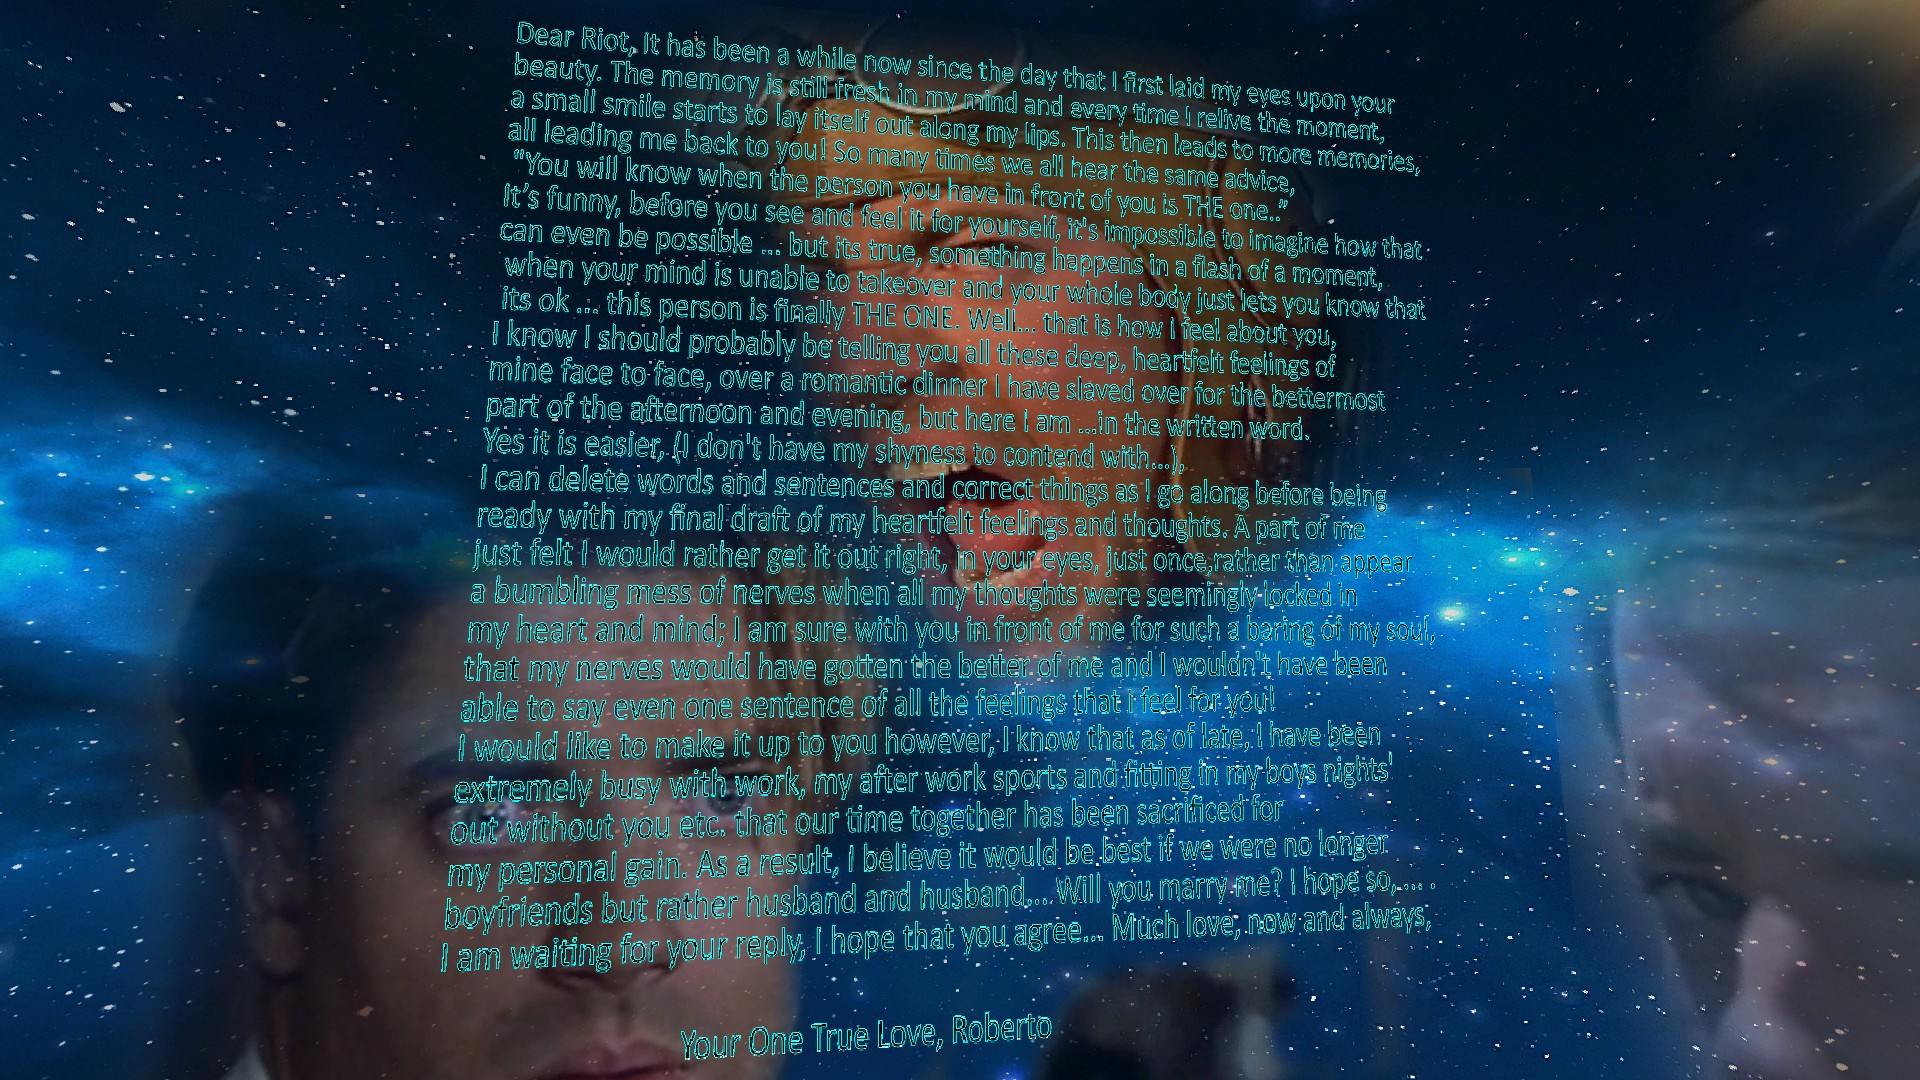 Dear Riot, It has been a while now since the day that I first laid my eyes upon your
beauty. The memory is still fresh in my mind and every time I relive the moment,
a small smile starts to lay itself out along my lips. This then leads to more memories,
all leading me back to you! So many times we all hear the same advice,
"You will know when the person you have in front of you is THE one.."
It's funny, before you see and feel it for yourself, it's impossible to imagine how that
can even be possible ... but its true, something happens in a flash of a moment,
when your mind is unable to takeover and your whole body just lets you know that
its ok ... this person is finally THE ONE. Well... that is how I feel about you,
I know I should probably be telling you all these deep, heartfelt feelings of
mine face to face, over a romantic dinner I have slaved over for the bettermost
part of the afternoon and evening, but here I am ...in the written word.
Yes it is easier, (I don't have my shyness to contend with...),
I can delete words and sentences and correct things as I go along before being
ready with my final draft of my heartfelt feelings and thoughts. A part of me
just felt I would rather get it out right, in your eyes, just once,rather than appear
a bumbling mess of nerves when all my thoughts were seemingly locked in
my heart and mind; I am sure with you in front of me for such a baring of my soul,
that my nerves would have gotten the better of me and I wouldn't have been
able to say even one sentence of all the feelings that I feel for you!
I would like to make it up to you however, I know that as of late, I have been
extremely busy with work, my after work sports and fitting in my boys nights'
out without you etc. that our time together has been sacrificed for
my personal gain. As a result, I believe it would be best if we were no longer
boyfriends but rather husband and husband,...Will you marry me? I hope so,... .
I am waiting for your reply, I hope that you agree... Much love, now and always,
Your One True Love, Roberto